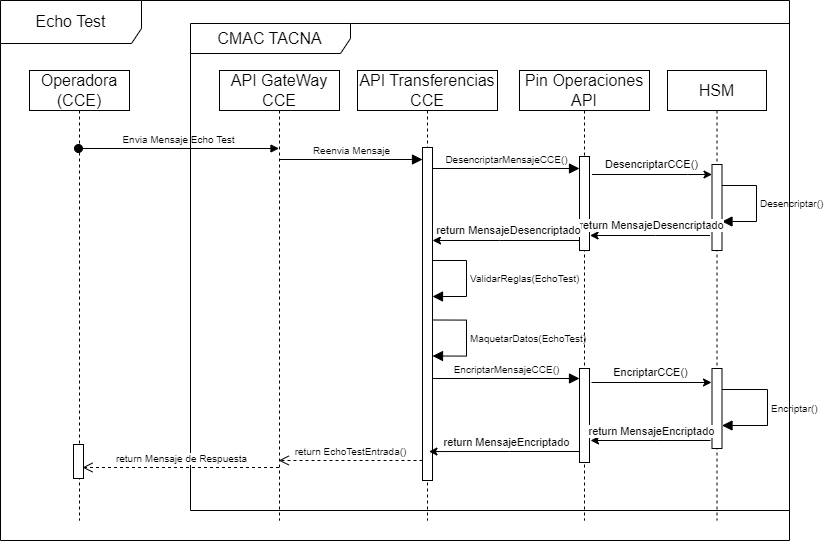 Echo Test
CMAC TACNA
Operadora
(CCE)
API GateWay
CCE
API Transferencias
CCE
Pin Operaciones
API
HSM
Envia Mensaje Echo Test
Reenvia Mensaje
DesencriptarMensajeCCE()
DesencriptarCCE()
Desencriptar()
return MensajeDesencriptado
return MensajeDesencriptado
ValidarReglas(EchoTest)
MaquetarDatos(EchoTest)
EncriptarMensajeCCE()
EncriptarCCE()
Encriptar()
return MensajeEncriptado
return MensajeEncriptado
return EchoTestEntrada()
return Mensaje de Respuesta